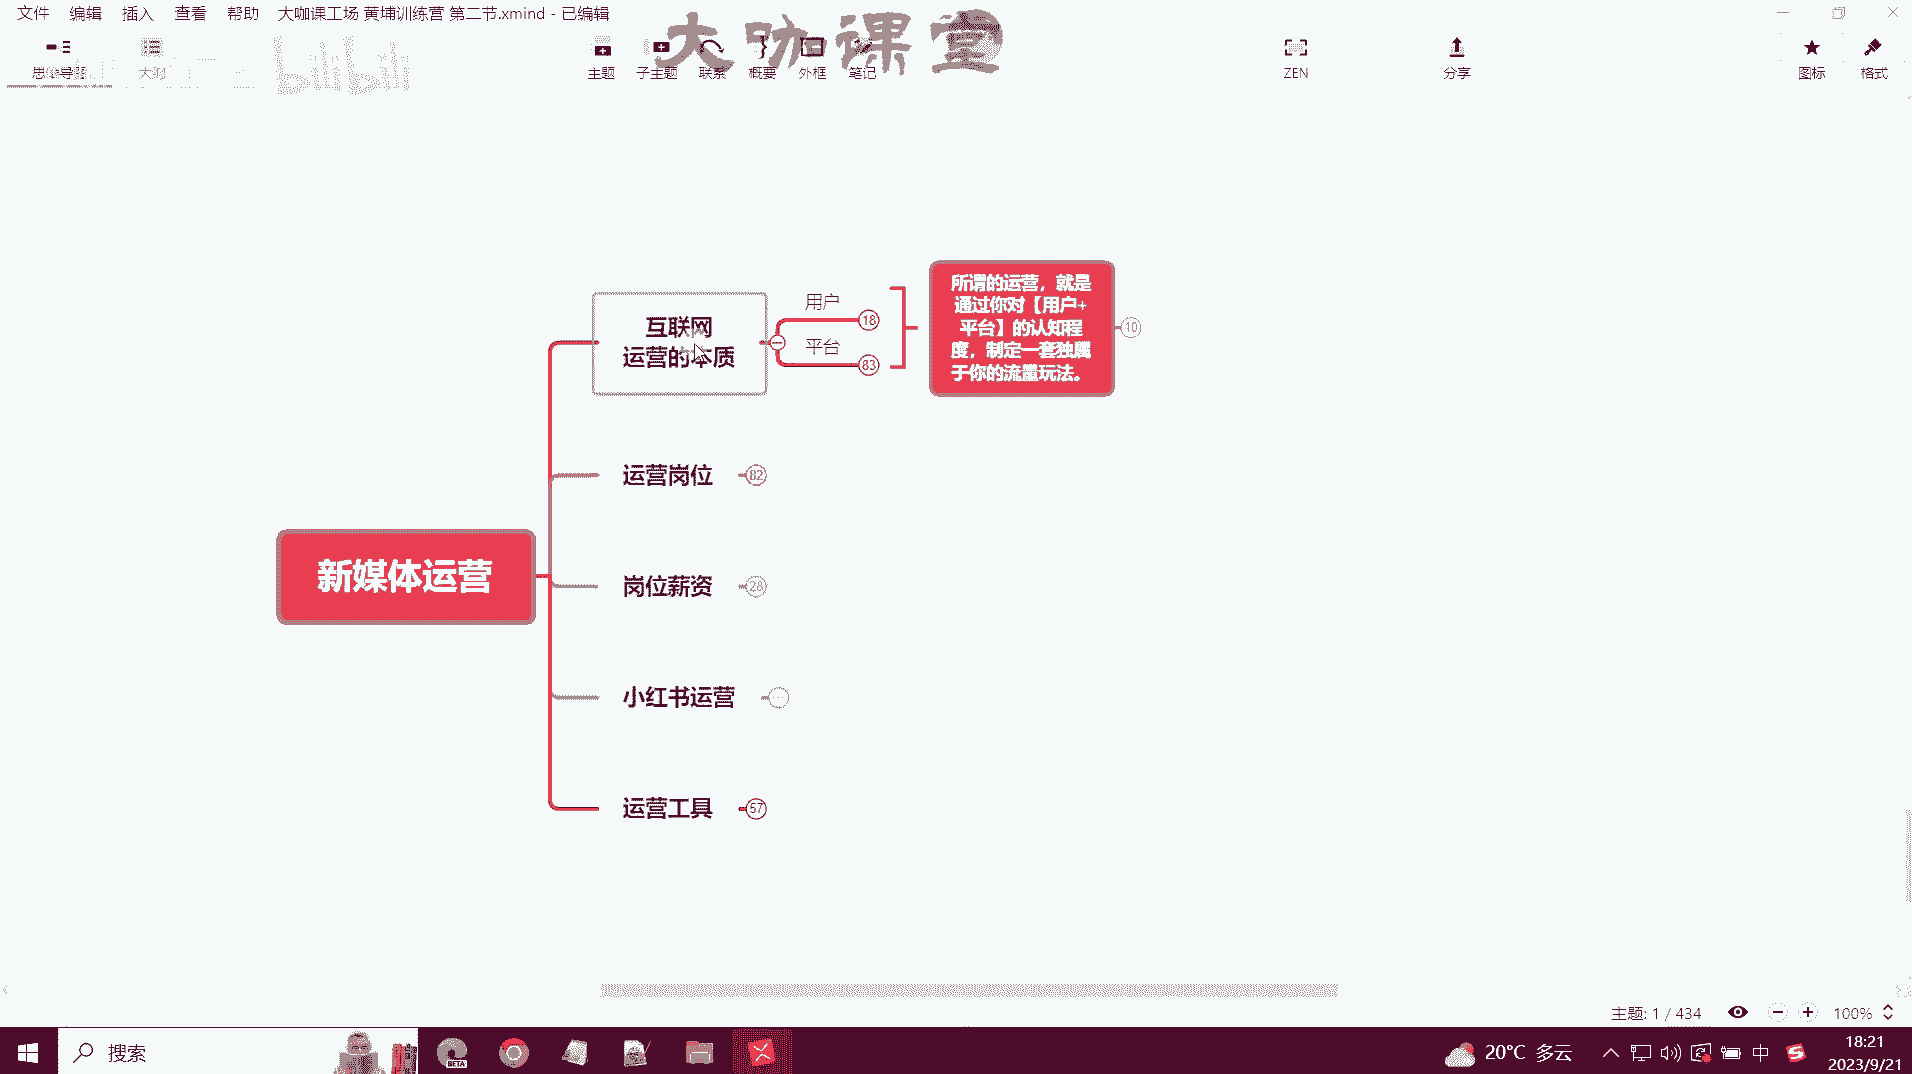 文件 编辑 插入 查看 帮助 大咖课工场 黄埔训练营 第二节.xmind - 已编辑
大咖课堂
思维导图 大纲 bilibili 主题 子主题 联系 概要 外框 笔记 ZEN 分享 图标 格式
互联网
运营的本质
用户
18
平台
83
所谓的运营，就是
通过你对【用户+
平台】的认知程
度，制定一套独属
于你的流量玩法。
10
运营岗位
82
新媒体运营
岗位薪资
28
小红书运营
...
运营工具
57
主题: 1 / 434
100%
搜索
BETA
20°C 多云
中
18:21
2023/9/21